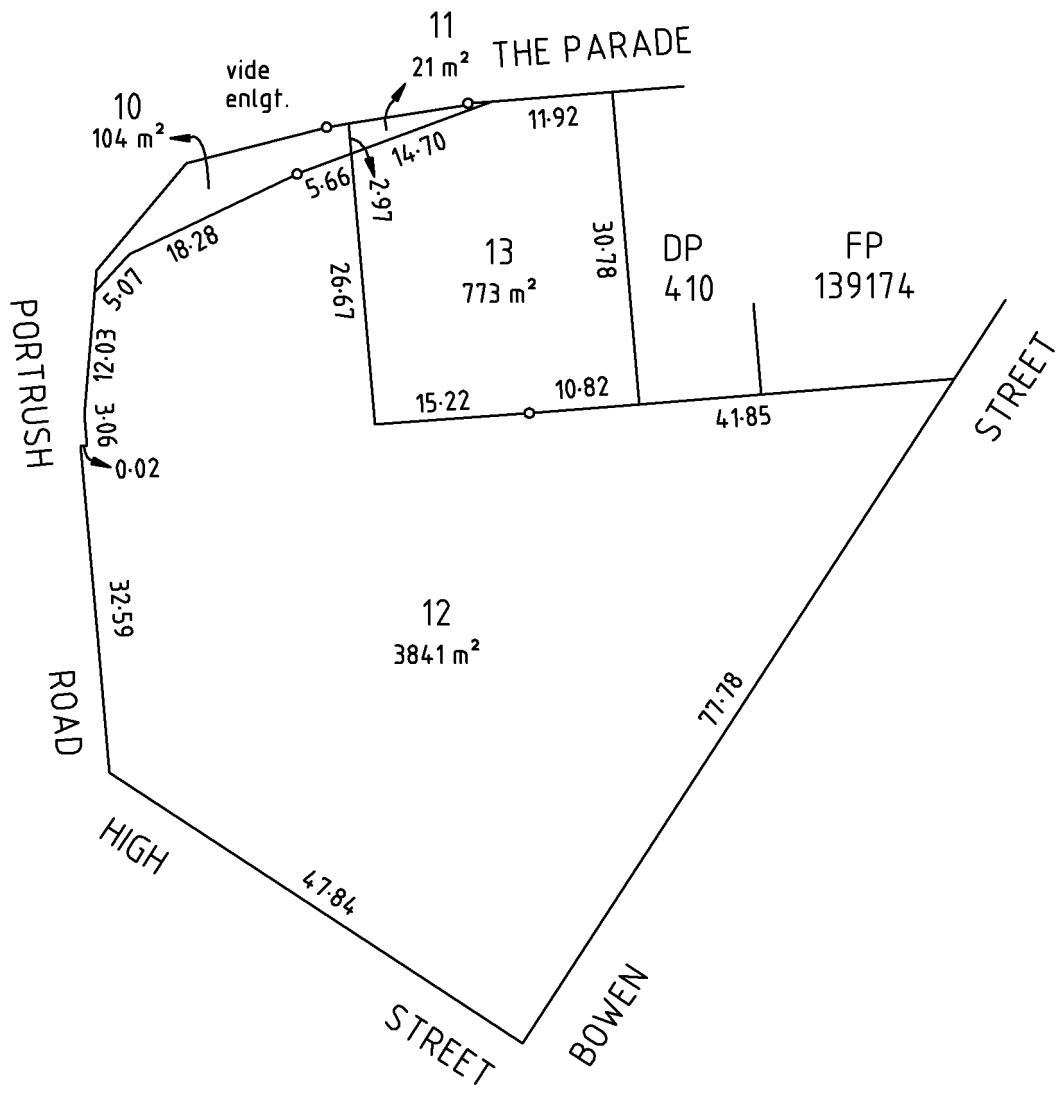 11
21 m²
THE PARADE
vide
enlgt.
10
104 m²
11·92
14·70
5·66
2·97
18·28
5·07
26·67
30·78
13
773 m²
DP
410
FP
139174
PORTRUSH
12·03
3·06
0·02
15·22
10·82
41·85
STREET
32·59
12
3841 m²
77·78
ROAD
HIGH
47·84
STREET
BOWEN